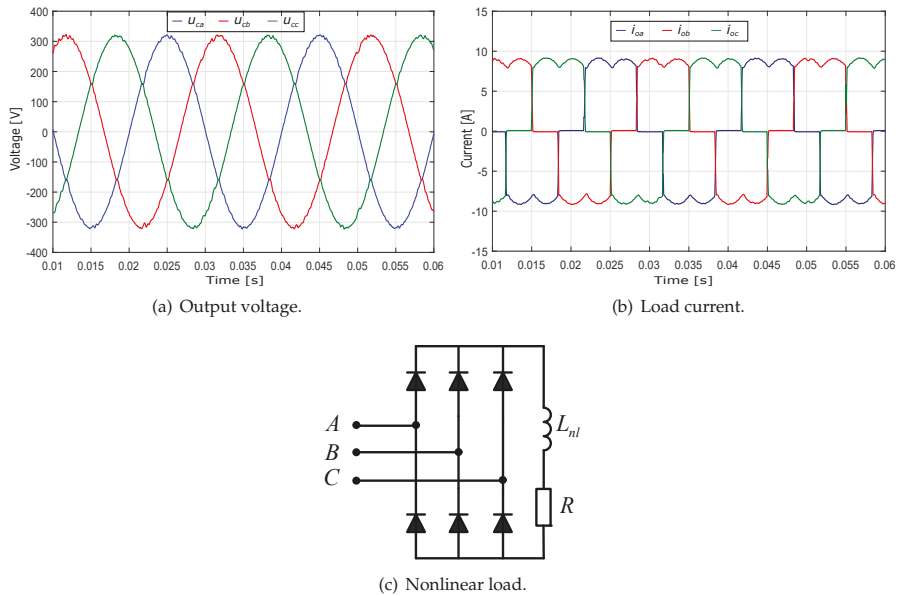 u_ca u_cb u_cc
400
300
200
100
0
-100
-200
-300
-400
Voltage [V]
0.01 0.015 0.02 0.025 0.03 0.035 0.04 0.045 0.05 0.055 0.06
Time [s]
(a) Output voltage.
i_oa i_ob i_oc
15
10
5
0
-5
-10
-15
Current [A]
0.01 0.015 0.02 0.025 0.03 0.035 0.04 0.045 0.05 0.055 0.06
Time [s]
(b) Load current.
A
B
C
L_nl
R
(c) Nonlinear load.